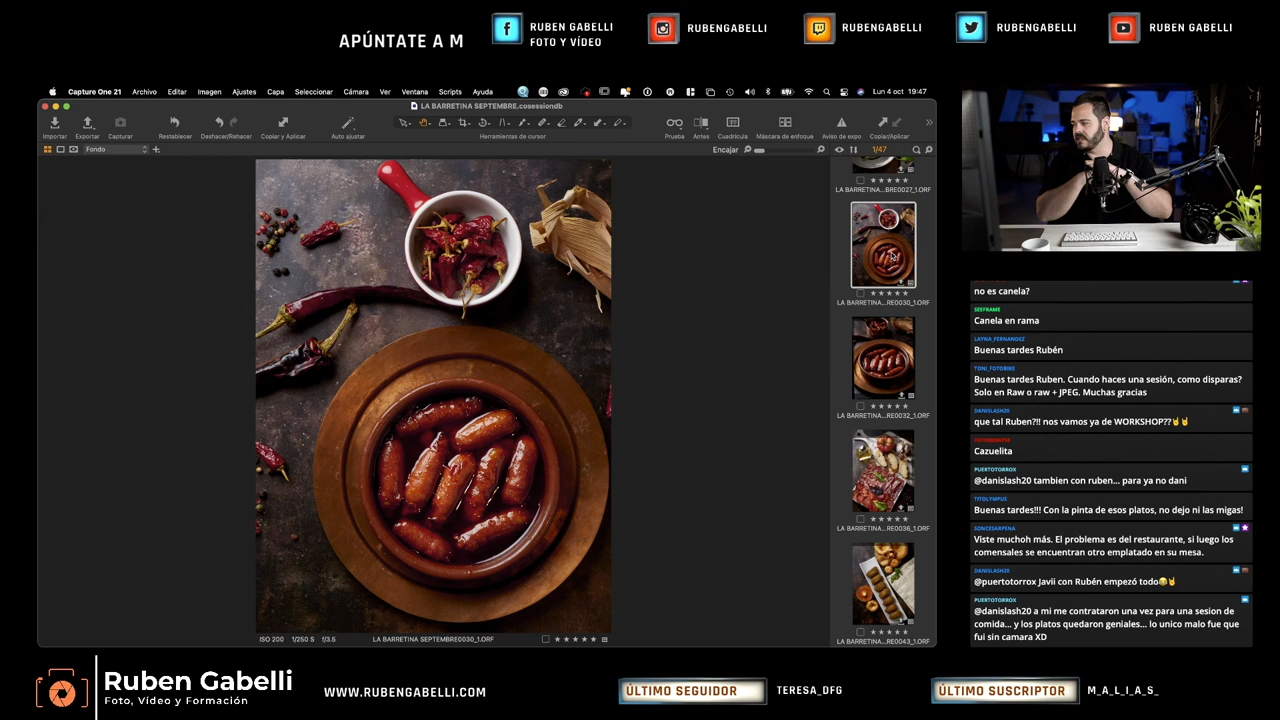 APÚNTATE A M
RUBEN GABELLI
FOTO Y VÍDEO
RUBENGABELLI
RUBENGABELLI
RUBENGABELLI
RUBEN GABELLI
Capture One 21 Archivo Editar Imagen Ajustes Capa Seleccionar Cámara Ver Ventana Scripts Ayuda
Lun 4 oct 19:47
LA BARRETINA SEPTEMBRE.cosessiondb
Importar Exportar Capturar Restablecer Deshacer/Rehacer Copiar y Aplicar Auto ajustar Herramientas de cursor Prueba Antes Cuadrícula Máscara de enfoque Aviso de expo Copiar/Aplicar
Fondo
Encajar
1/47
LA BARRETINA...BRE0027_1.ORF
LA BARRETINA...RE0030_1.ORF
LA BARRETINA...RE0032_1.ORF
LA BARRETINA...RE0036_1.ORF
LA BARRETINA...RE0043_1.ORF
ISO 200 1/250 S f/3.5 LA BARRETINA SEPTEMBRE0030_1.ORF
no es canela?
SEEFRAME
Canela en rama
LAYNA_FERNANDEZ
Buenas tardes Rubén
TONI_FOTOBIKE
Buenas tardes Ruben. Cuando haces una sesión, como disparas?
Solo en Raw o raw + JPEG. Muchas gracias
DANISLASH20
que tal Ruben?!! nos vamos ya de WORKSHOP??🤘🤘
Cazuelita
PUERTOTORROX
@danislash20 tambien con ruben... para ya no dani
TITOLYMPUS
Buenas tardes!!! Con la pinta de esos platos, no dejo ni las migas!
SONCESARPENA
Viste muchoh más. El problema es del restaurante, si luego los
comensales se encuentran otro emplatado en su mesa.
DANISLASH20
@puertotorrox Javii con Rubén empezó todo😂🤘
PUERTOTORROX
@danislash20 a mi me contrataron una vez para una sesion de
comida... y los platos quedaron geniales... lo unico malo fue que
fui sin camara XD
Ruben Gabelli
Foto, Vídeo y Formación
WWW.RUBENGABELLI.COM
ÚLTIMO SEGUIDOR
TERESA_DFG
ÚLTIMO SUSCRIPTOR
M_A_L_I_A_S_